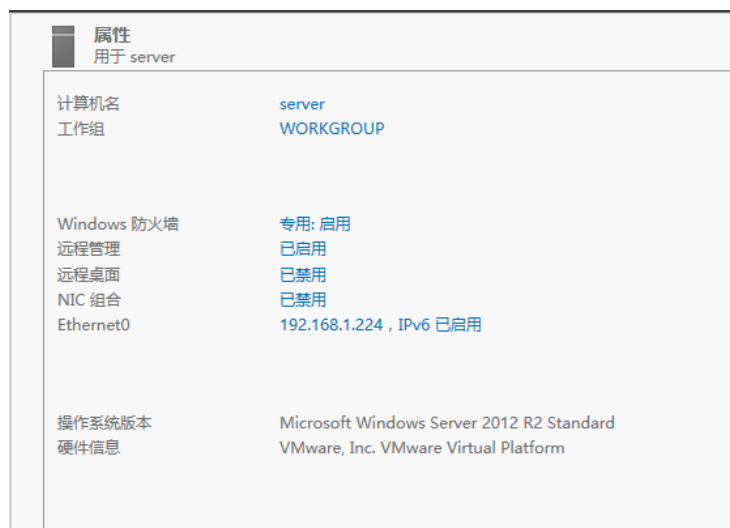 属性
用于 server
计算机名 server
工作组 WORKGROUP
Windows 防火墙 专用: 启用
远程管理 已启用
远程桌面 已禁用
NIC 组合 已禁用
Ethernet0 192.168.1.224，IPv6 已启用
操作系统版本 Microsoft Windows Server 2012 R2 Standard
硬件信息 VMware, Inc. VMware Virtual Platform